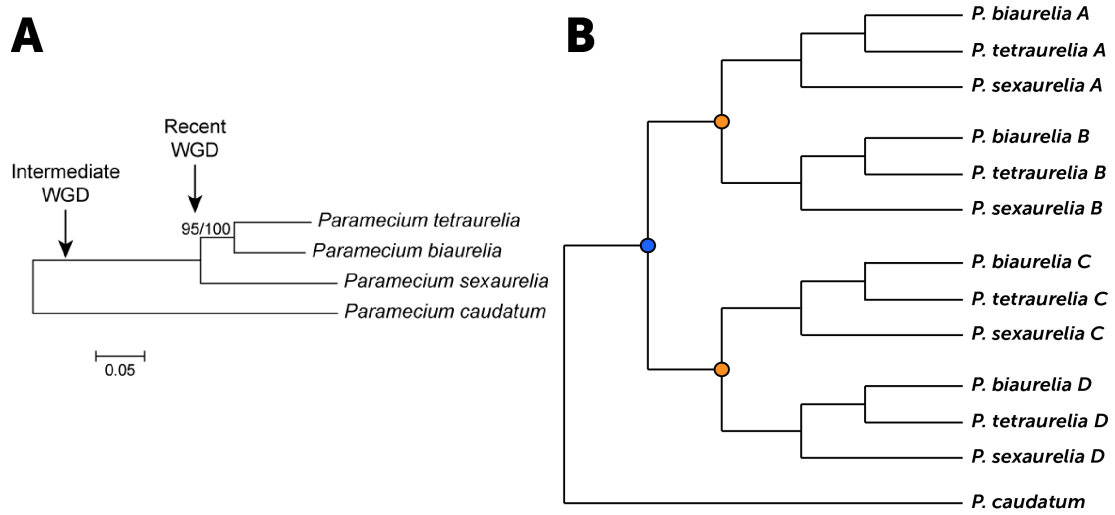 A
Recent
WGD
Intermediate
WGD
95/100
Paramecium tetraurelia
Paramecium biaurelia
Paramecium sexaurelia
Paramecium caudatum
0.05
B
P. biaurelia A
P. tetraurelia A
P. sexaurelia A
P. biaurelia B
P. tetraurelia B
P. sexaurelia B
P. biaurelia C
P. tetraurelia C
P. sexaurelia C
P. biaurelia D
P. tetraurelia D
P. sexaurelia D
P. caudatum